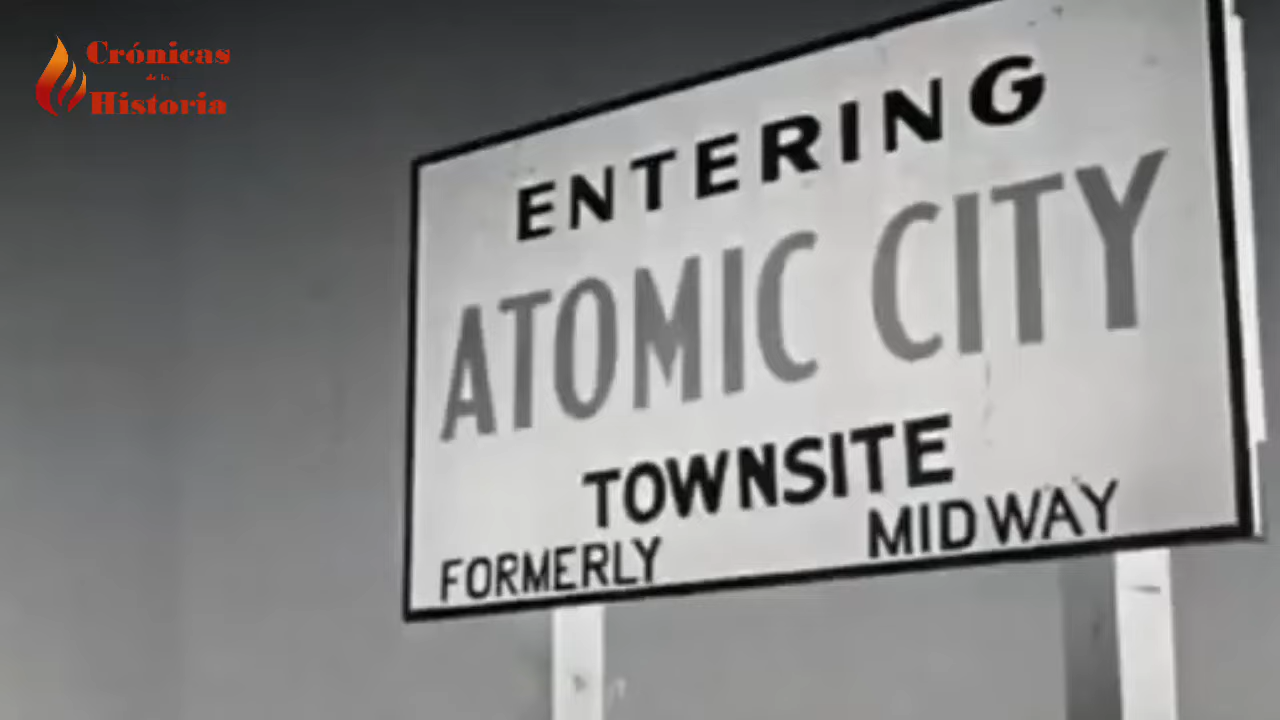 Crónicas
de la
Historia
ENTERING
ATOMIC CITY
TOWNSITE
FORMERLY MIDWAY